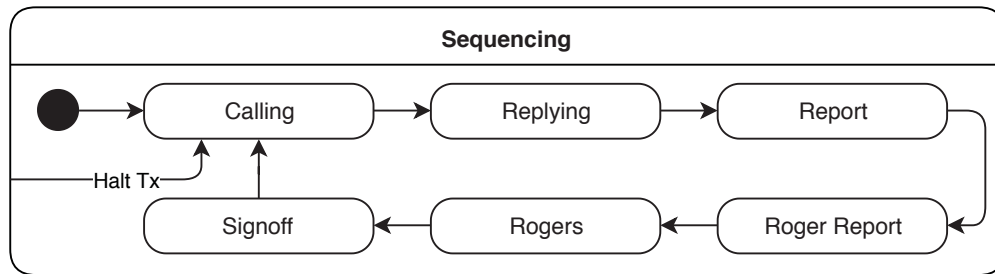 Sequencing
Calling
Replying
Report
Halt Tx
Signoff
Rogers
Roger Report